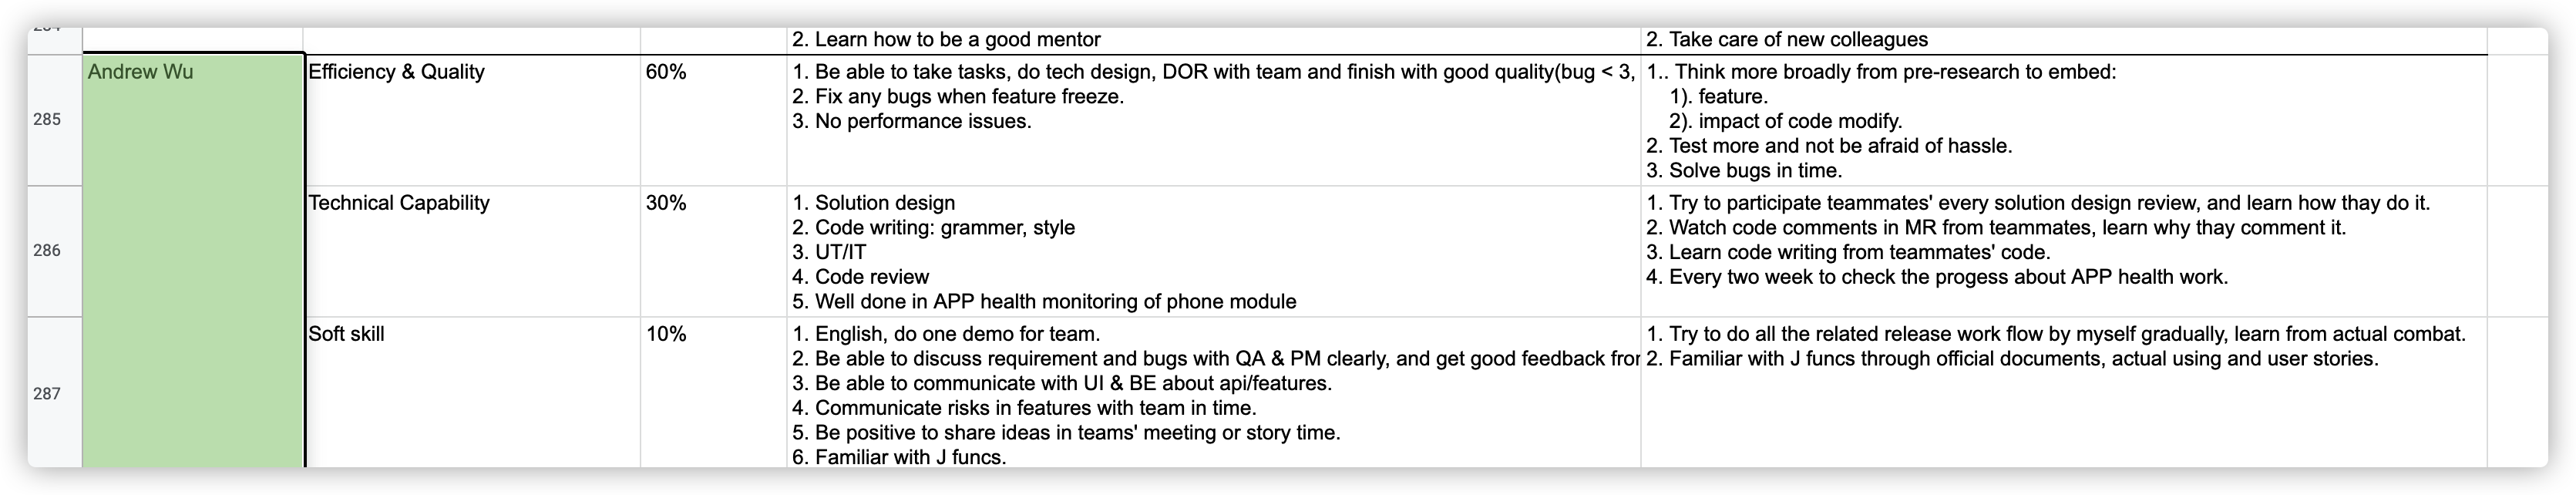 2. Learn how to be a good mentor
2. Take care of new colleagues
285
Andrew Wu
Efficiency & Quality
60%
1. Be able to take tasks, do tech design, DOR with team and finish with good quality(bug < 3,
2. Fix any bugs when feature freeze.
3. No performance issues.
1.. Think more broadly from pre-research to embed:
1). feature.
2). impact of code modify.
2. Test more and not be afraid of hassle.
3. Solve bugs in time.
286
Technical Capability
30%
1. Solution design
2. Code writing: grammer, style
3. UT/IT
4. Code review
5. Well done in APP health monitoring of phone module
1. Try to participate teammates' every solution design review, and learn how thay do it.
2. Watch code comments in MR from teammates, learn why thay comment it.
3. Learn code writing from teammates' code.
4. Every two week to check the progess about APP health work.
287
Soft skill
10%
1. English, do one demo for team.
2. Be able to discuss requirement and bugs with QA & PM clearly, and get good feedback
3. Be able to communicate with UI & BE about api/features.
4. Communicate risks in features with team in time.
5. Be positive to share ideas in teams' meeting or story time.
6. Familiar with J funcs.
1. Try to do all the related release work flow by myself gradually, learn from actual combat.
2. Familiar with J funcs through official documents, actual using and user stories.